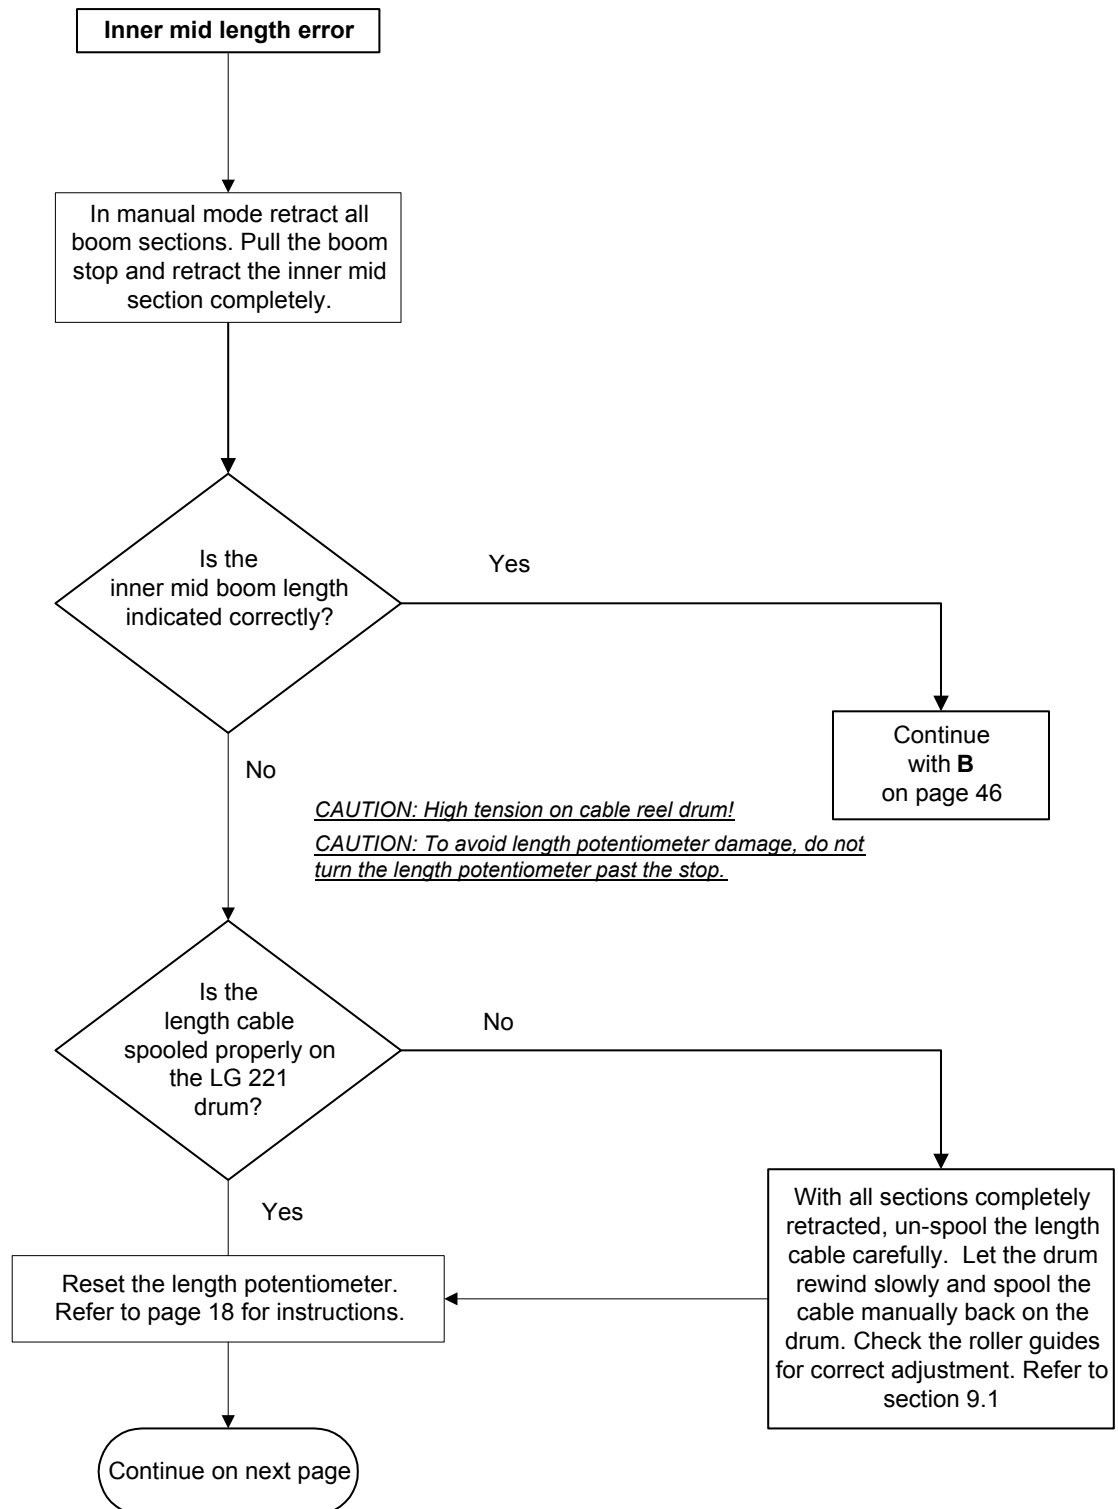 Inner mid length error
In manual mode retract all
boom sections. Pull the boom
stop and retract the inner mid
section completely.
Is the
inner mid boom length
indicated correctly?
Yes
Continue
with B
on page 46
No
CAUTION: High tension on cable reel drum!
CAUTION: To avoid length potentiometer damage, do not
turn the length potentiometer past the stop.
Is the
length cable
spooled properly on
the LG 221
drum?
No
With all sections completely
retracted, un-spool the length
cable carefully.  Let the drum
rewind slowly and spool the
cable manually back on the
drum. Check the roller guides
for correct adjustment. Refer to
section 9.1
Yes
Reset the length potentiometer.
Refer to page 18 for instructions.
Continue on next page